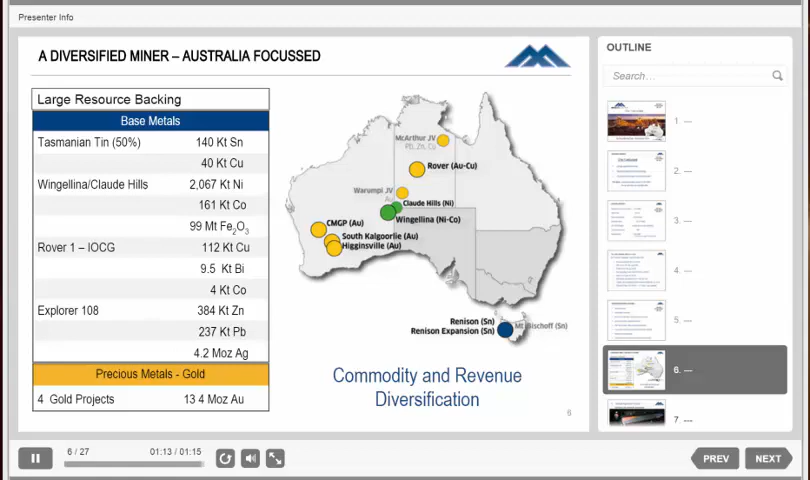 Presenter Info
A DIVERSIFIED MINER – AUSTRALIA FOCUSSED
Large Resource Backing
Base Metals
Tasmanian Tin (50%) 140 Kt Sn
40 Kt Cu
Wingellina/Claude Hills 2,067 Kt Ni
161 Kt Co
99 Mt Fe2O3
Rover 1 – IOCG 112 Kt Cu
9.5 Kt Bi
4 Kt Co
Explorer 108 384 Kt Zn
237 Kt Pb
4.2 Moz Ag
Precious Metals - Gold
4 Gold Projects 13 4 Moz Au
McArthur JV
Pb, Zn, Cu
Rover (Au-Cu)
Warumpi JV
Au
Claude Hills (Ni)
Wingellina (Ni-Co)
CMGP (Au)
South Kalgoorlie (Au)
Higginsville (Au)
Renison (Sn)
Mt Bischoff (Sn)
Renison Expansion (Sn)
Commodity and Revenue
Diversification
6
OUTLINE
Search...
1. —
2. —
3. —
4. —
5. —
6. —
7 —
6 / 27
01:13 / 01:15
PREV
NEXT